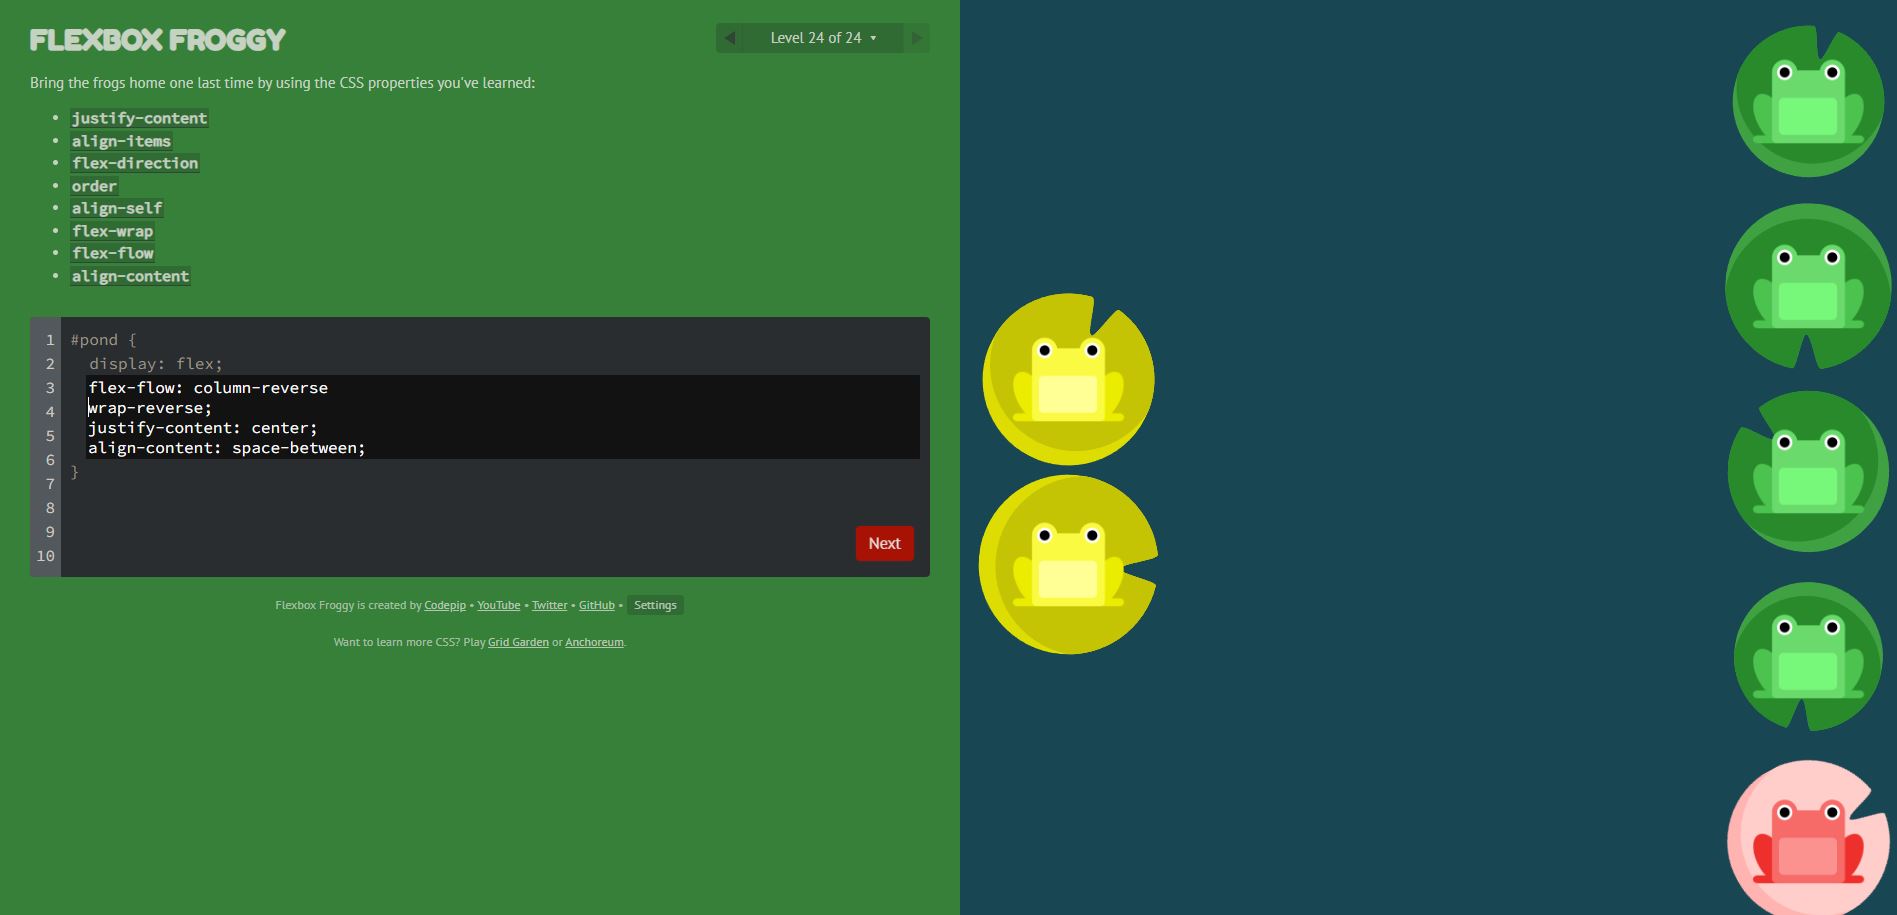 FLEXBOX FROGGY
◀ Level 24 of 24 ▾ ▶
Bring the frogs home one last time by using the CSS properties you've learned:
• justify-content
• align-items
• flex-direction
• order
• align-self
• flex-wrap
• flex-flow
• align-content
1 #pond {
2 display: flex;
3 flex-flow: column-reverse
4 wrap-reverse;
5 justify-content: center;
6 align-content: space-between;
7 }
8
9
10
Next
Flexbox Froggy is created by Codepip • YouTube • Twitter • GitHub • Settings
Want to learn more CSS? Play Grid Garden or Anchoreum.